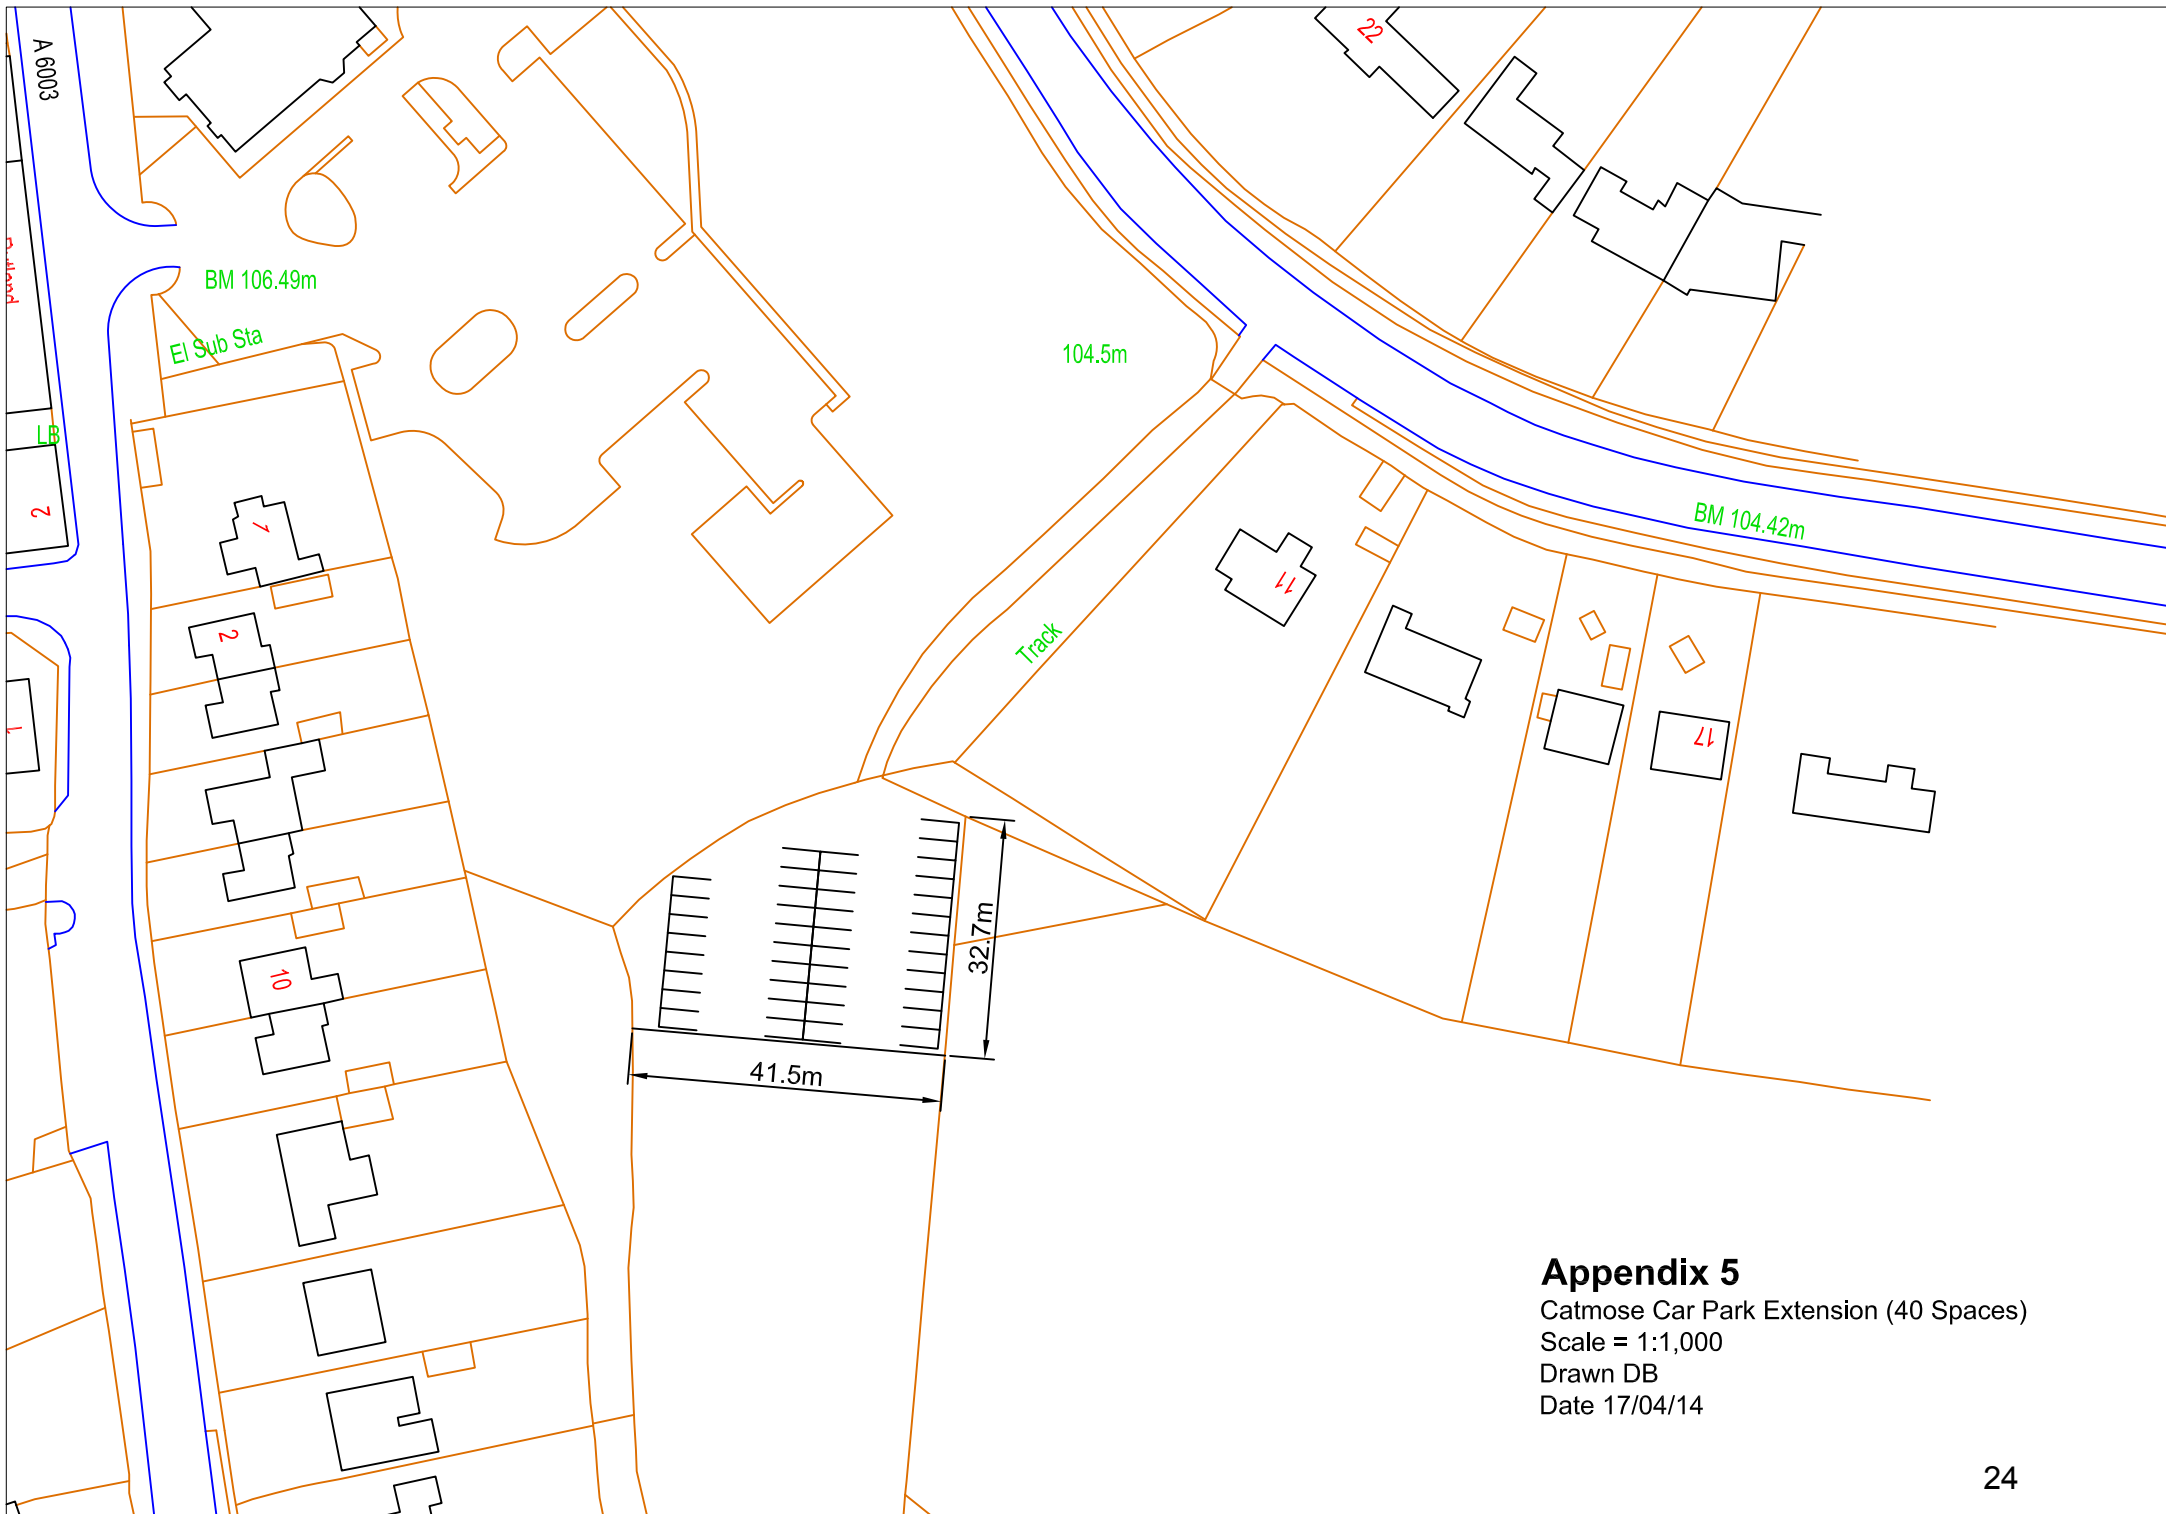 A 6003
22
BM 106.49m
El Sub Sta
104.5m
LB
2
1
BM 104.42m
11
2
Track
1
17
10
32.7m
41.5m
Appendix 5
Catmose Car Park Extension (40 Spaces)
Scale = 1:1,000
Drawn DB
Date 17/04/14
24